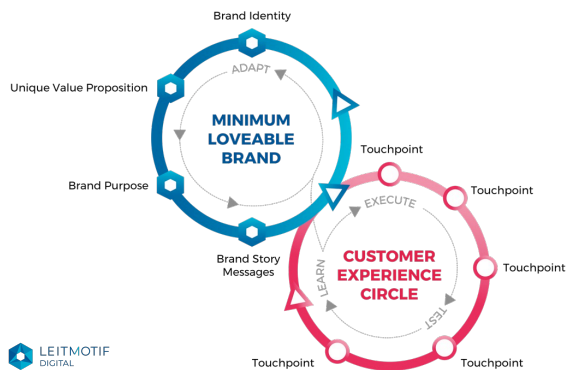 Brand Identity
ADAPT
Unique Value Proposition
MINIMUM
LOVEABLE
BRAND
Touchpoint
Brand Purpose
Touchpoint
EXECUTE
Brand Story
Messages
CUSTOMER
EXPERIENCE
CIRCLE
LEARN
Touchpoint
TEST
LEITMOTIF
DIGITAL
Touchpoint
Touchpoint